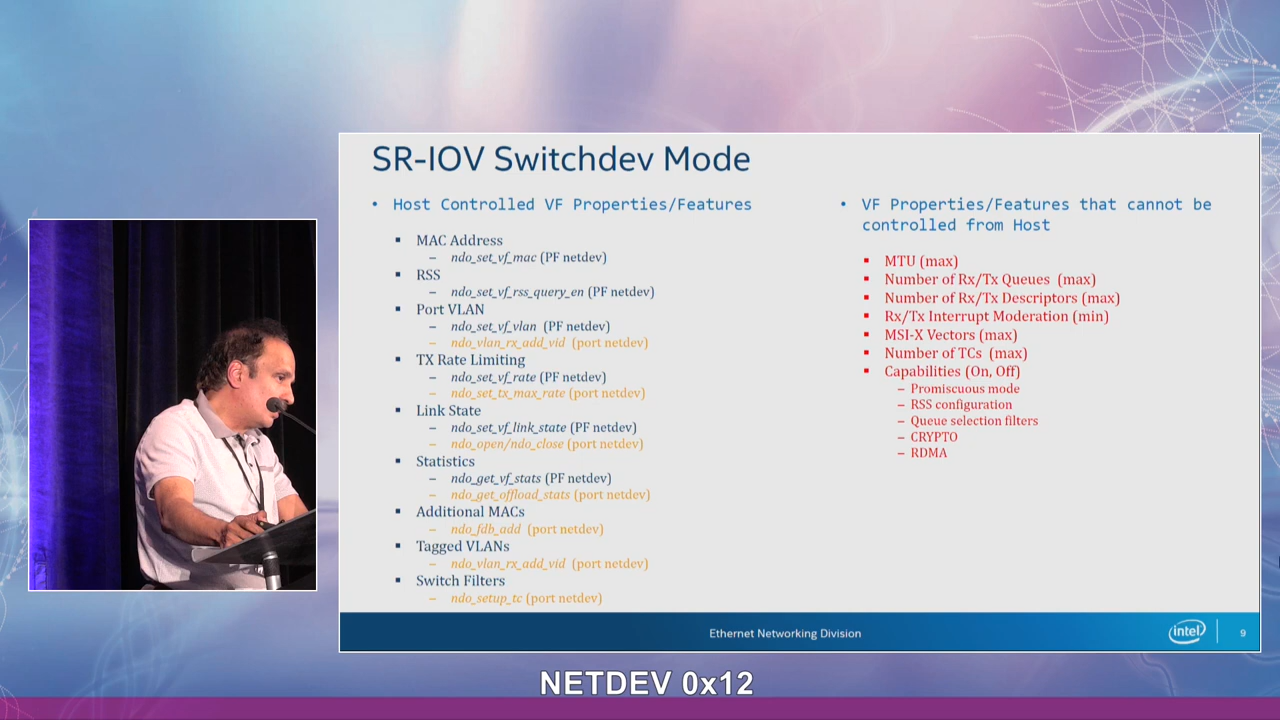 SR-IOV Switchdev Mode
• Host Controlled VF Properties/Features
▪ MAC Address
– ndo_set_vf_mac (PF netdev)
▪ RSS
– ndo_set_vf_rss_query_en (PF netdev)
▪ Port VLAN
– ndo_set_vf_vlan (PF netdev)
– ndo_vlan_rx_add_vid (port netdev)
▪ TX Rate Limiting
– ndo_set_vf_rate (PF netdev)
– ndo_set_tx_max_rate (port netdev)
▪ Link State
– ndo_set_vf_link_state (PF netdev)
– ndo_open/ndo_close (port netdev)
▪ Statistics
– ndo_get_vf_stats (PF netdev)
– ndo_get_offload_stats (port netdev)
▪ Additional MACs
– ndo_fdb_add (port netdev)
▪ Tagged VLANs
– ndo_vlan_rx_add_vid (port netdev)
▪ Switch Filters
– ndo_setup_tc (port netdev)
• VF Properties/Features that cannot be
controlled from Host
▪ MTU (max)
▪ Number of Rx/Tx Queues (max)
▪ Number of Rx/Tx Descriptors (max)
▪ Rx/Tx Interrupt Moderation (min)
▪ MSI-X Vectors (max)
▪ Number of TCs (max)
▪ Capabilities (On, Off)
– Promiscuous mode
– RSS configuration
– Queue selection filters
– CRYPTO
– RDMA
Ethernet Networking Division
intel
9
NETDEV 0x12